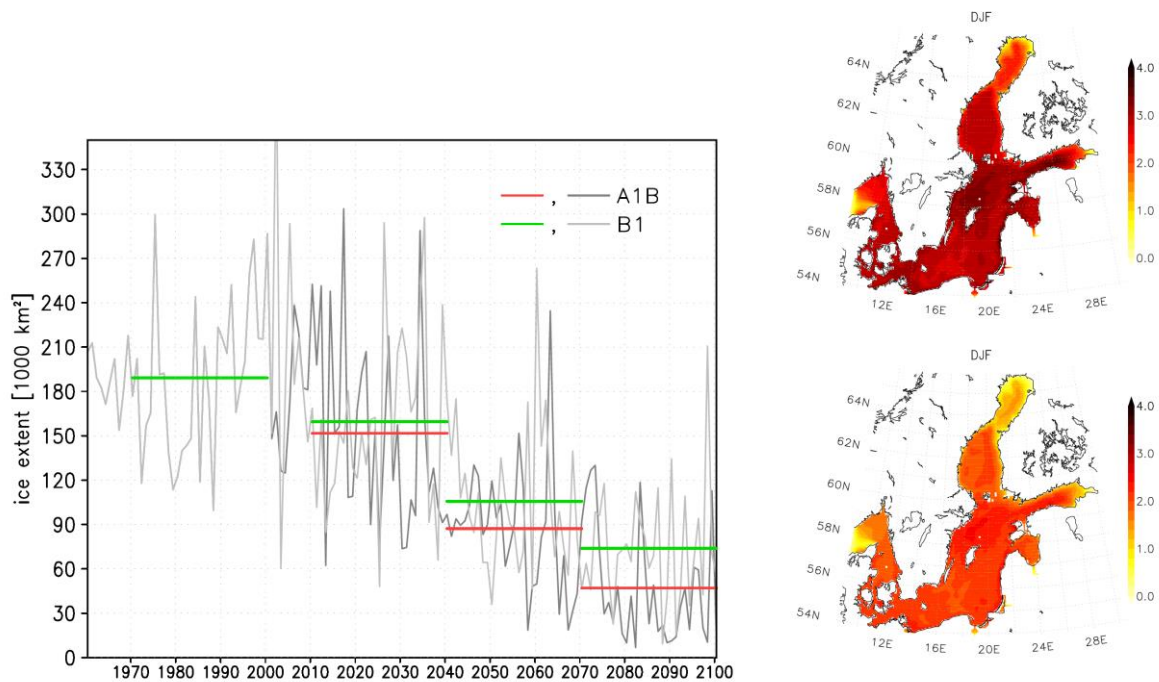 330
300
270
240
210
180
150
120
90
60
30
0
ice extent [1000 km²]
, A1B
, B1
1970 1980 1990 2000 2010 2020 2030 2040 2050 2060 2070 2080 2090 2100
DJF
64N
62N
60N
58N
56N
54N
12E 16E 20E 24E 28E
4.0
3.0
2.0
1.0
0.0
DJF
64N
62N
60N
58N
56N
54N
12E 16E 20E 24E 28E
4.0
3.0
2.0
1.0
0.0